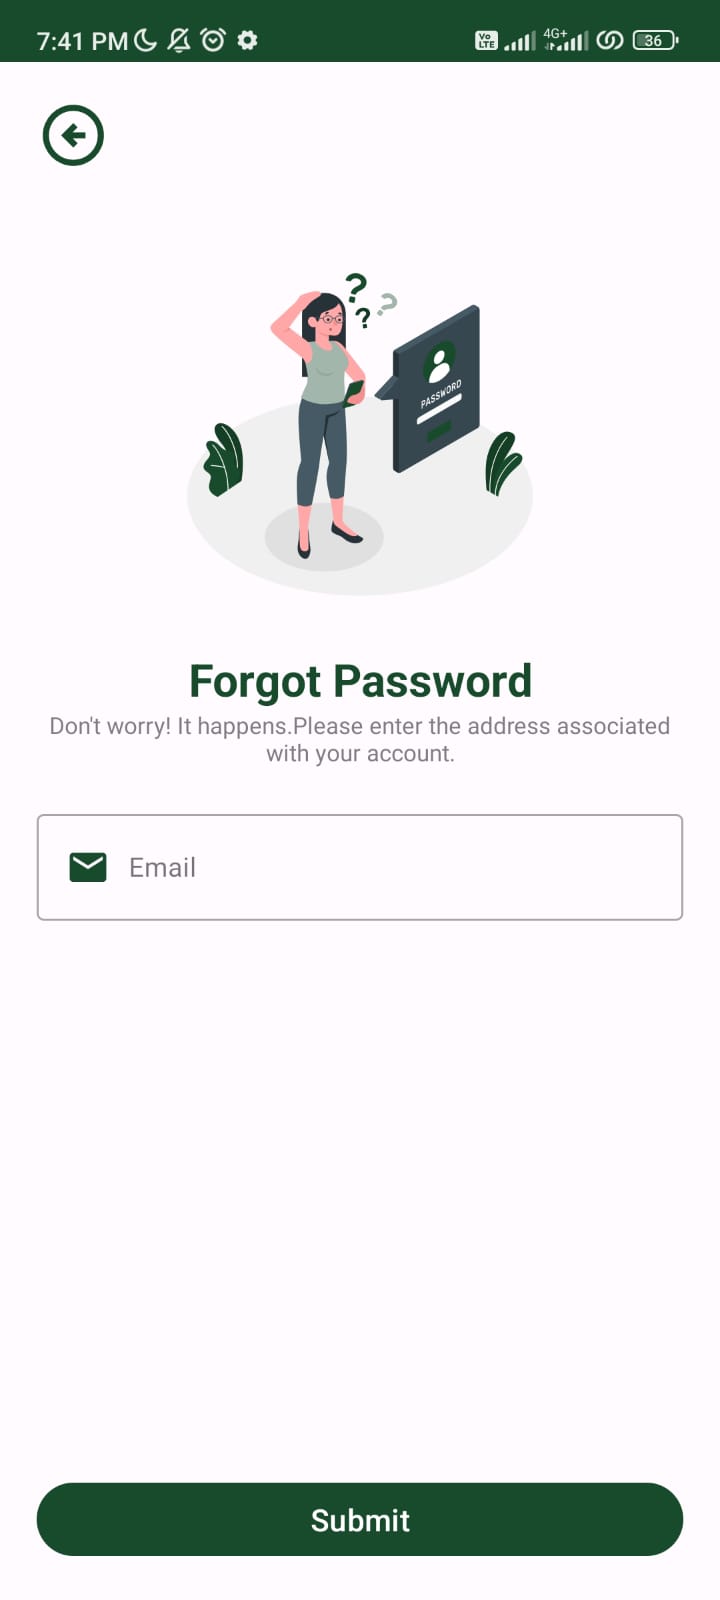 7:41 PM
Vo LTE 4G+ 36
? ? ?
PASSWORD
Forgot Password
Don't worry! It happens.Please enter the address associated
with your account.
Email
Submit